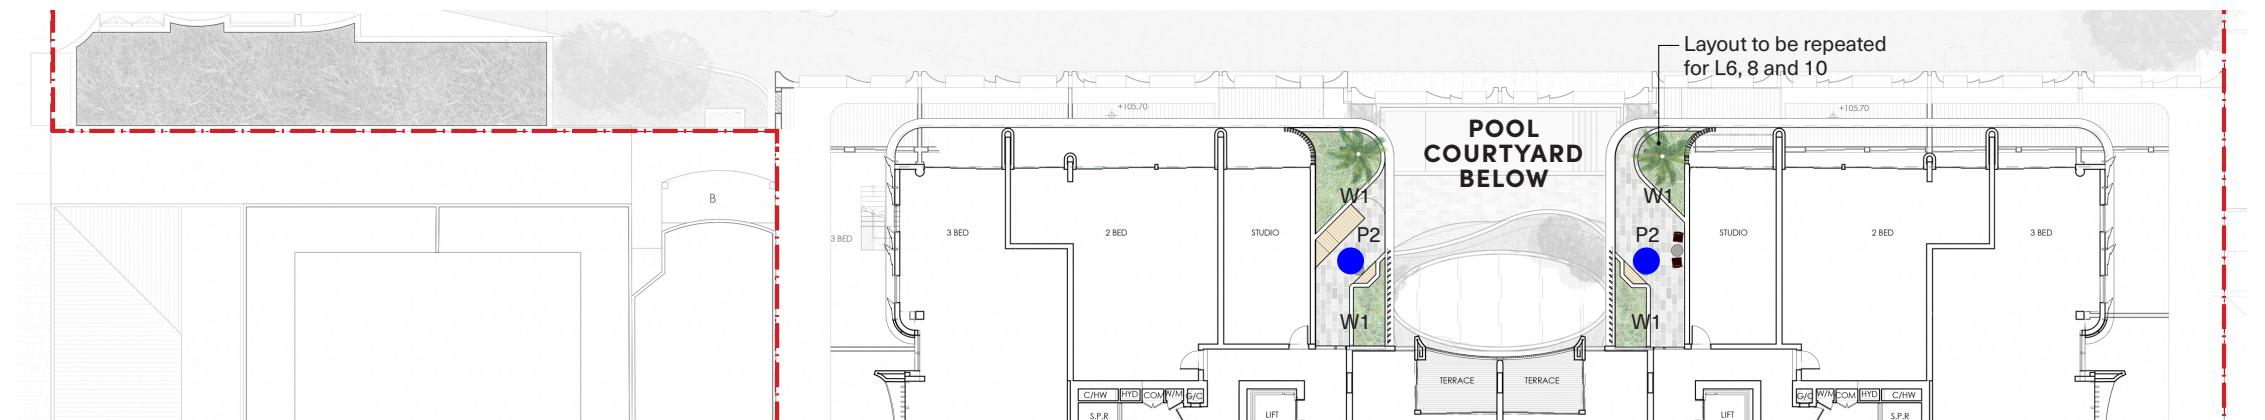 Layout to be repeated
for L6, 8 and 10
+105.70
+105.70
POOL
COURTYARD
BELOW
W1
W1
B
3 BED
3 BED
2 BED
STUDIO
P2
P2
STUDIO
2 BED
3 BED
W1
W1
TERRACE
TERRACE
C/HW
HYD
COM
W/M
G/C
G/C
W/M
COM
HYD
C/HW
S.P.R
LIFT
LIFT
S.P.R